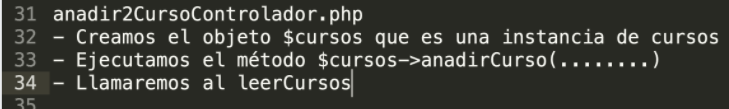 31 anadir2CursoControlador.php
32 - Creamos el objeto $cursos que es una instancia de cursos
33 - Ejecutamos el método $cursos->anadirCurso(........)
34 - Llamaremos al leerCursos
35